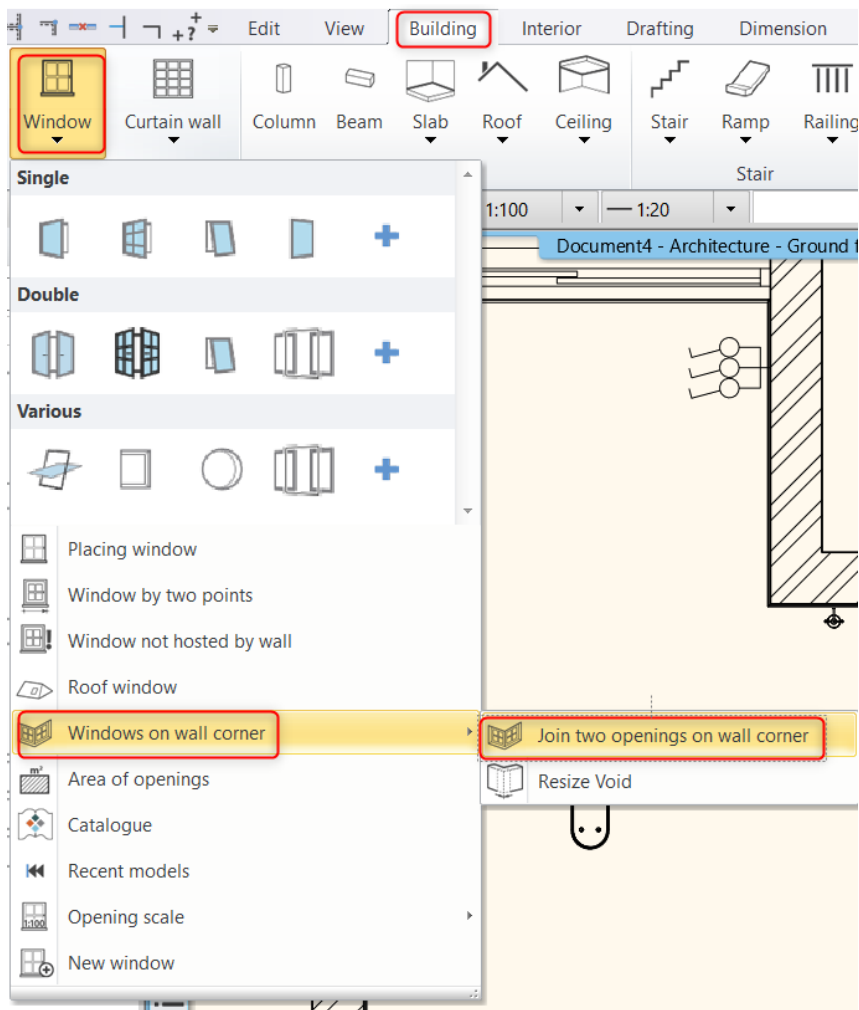 Edit View Building Interior Drafting Dimension
Window Curtain wall Column Beam Slab Roof Ceiling Stair Ramp Railing
Stair
Single
1:100 1:20
Document4 - Architecture - Ground f
Double
Various
Placing window
Window by two points
Window not hosted by wall
Roof window
Windows on wall corner
Join two openings on wall corner
m²
Area of openings
Resize Void
Catalogue
Recent models
1:100
Opening scale
New window